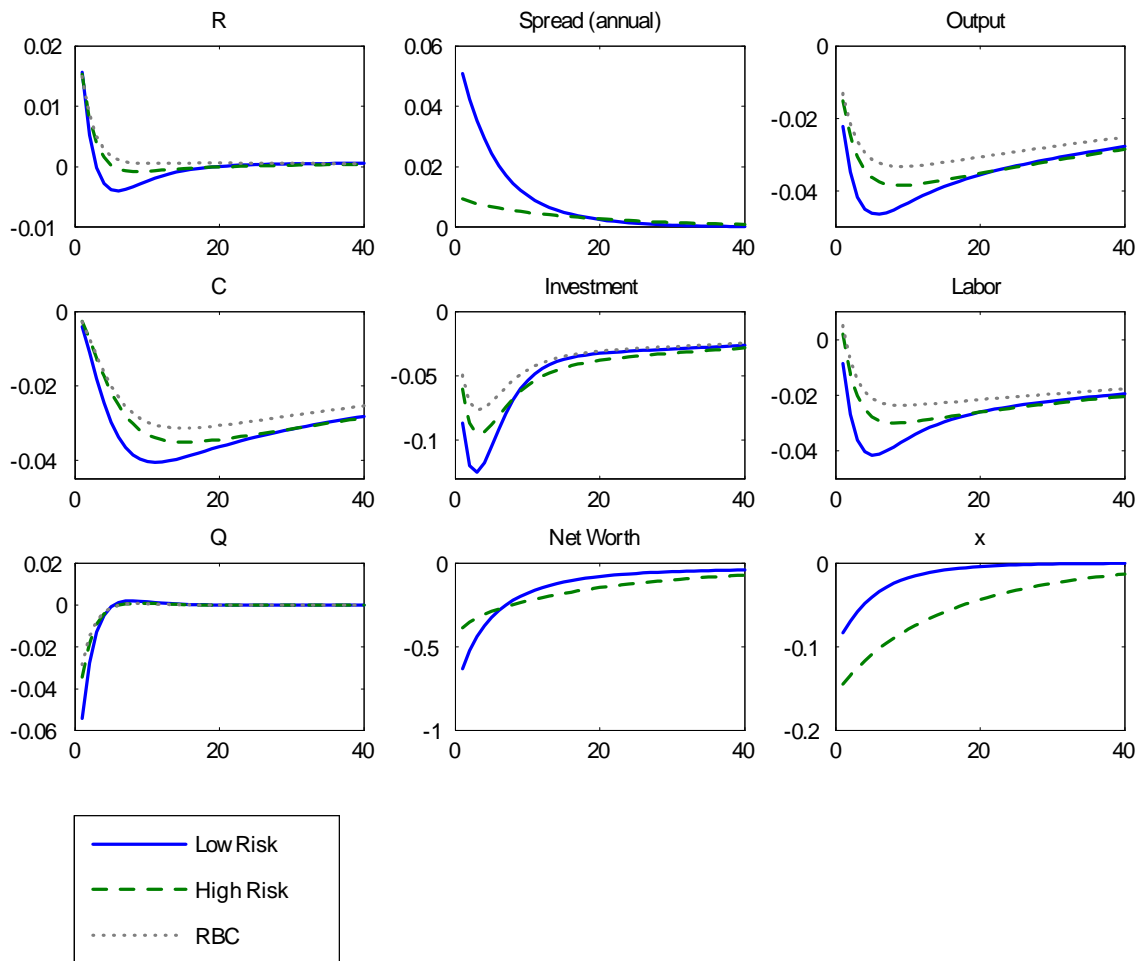 R Spread (annual) Output
0.02 0.06 0
0.01 0.04 -0.02
0 0.02 -0.04
-0.01 0
0 20 40 0 20 40 0 20 40
C Investment Labor
0 0 0
-0.02 -0.05 -0.02
-0.04 -0.1 -0.04
0 20 40 0 20 40 0 20 40
Q Net Worth x
0.02 0 0
0 -0.5 -0.1
-0.02 -1 -0.2
-0.04
-0.06
0 20 40 0 20 40 0 20 40
Low Risk
High Risk
RBC